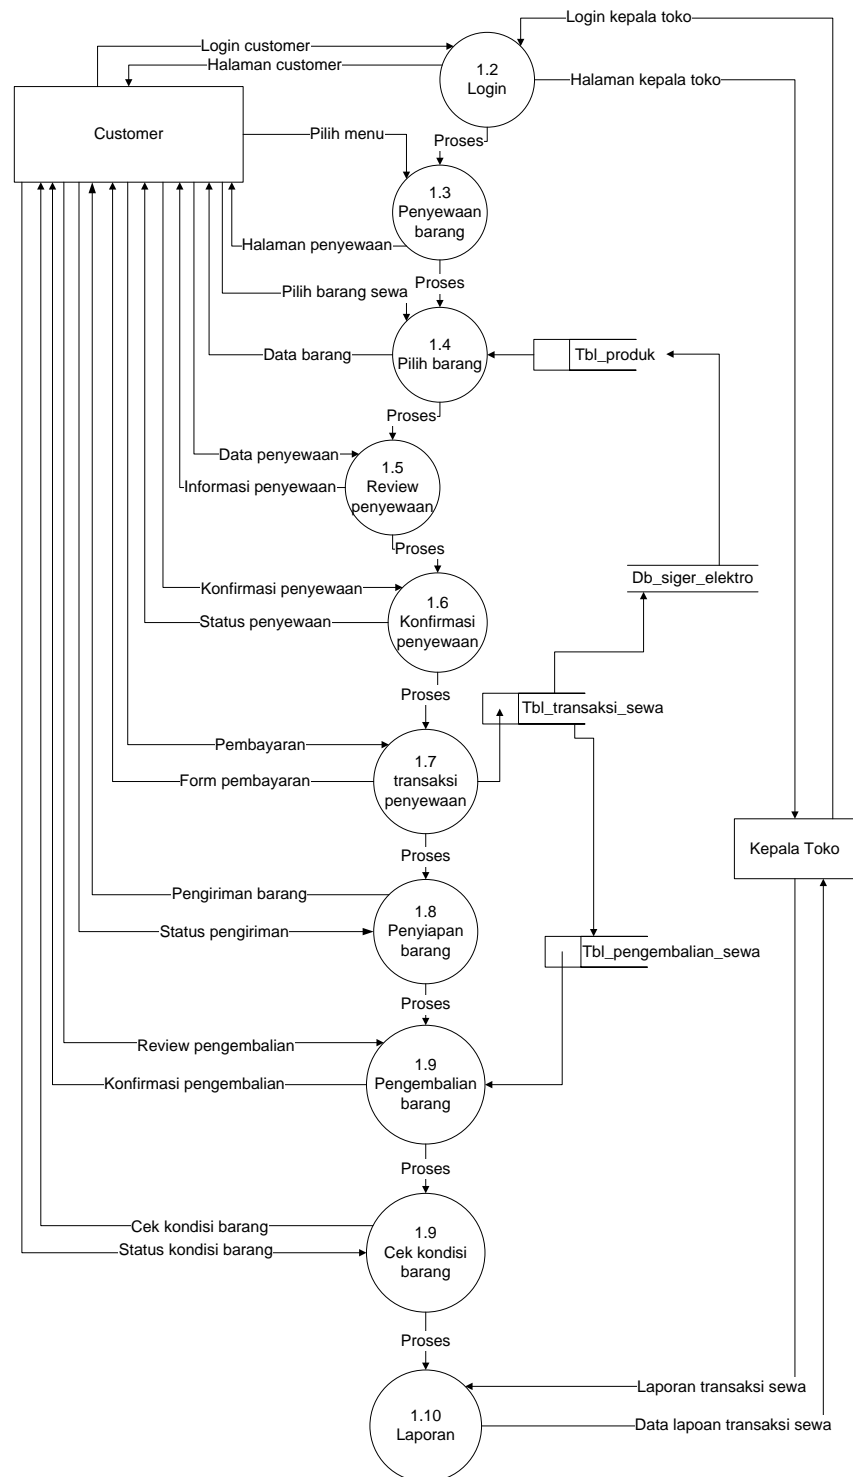 Login kepala toko
Login customer
Halaman customer
1.2
Login
Halaman kepala toko
Customer
Pilih menu
Proses
1.3
Penyewaan
barang
Halaman penyewaan
Proses
Pilih barang sewa
1.4
Pilih barang
Data barang
Tbl_produk
Proses
Data penyewaan
1.5
Review
penyewaan
Informasi penyewaan
Proses
Db_siger_elektro
Konfirmasi penyewaan
1.6
Konfirmasi
penyewaan
Status penyewaan
Proses
Tbl_transaksi_sewa
Pembayaran
1.7
transaksi
penyewaan
Form pembayaran
Kepala Toko
Proses
Pengiriman barang
1.8
Penyiapan
barang
Status pengiriman
Tbl_pengembalian_sewa
Proses
Review pengembalian
1.9
Pengembalian
barang
Konfirmasi pengembalian
Proses
Cek kondisi barang
1.9
Cek kondisi
barang
Status kondisi barang
Proses
Laporan transaksi sewa
1.10
Laporan
Data lapoan transaksi sewa